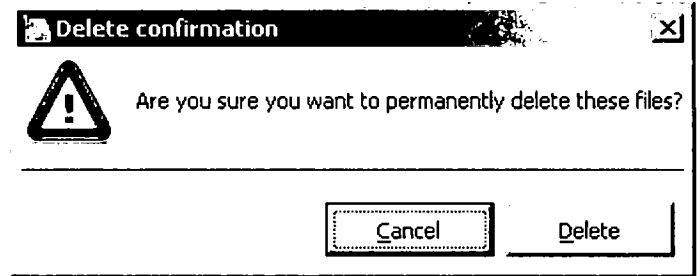 Delete confirmation
Are you sure you want to permanently delete these files?
Cancel
Delete